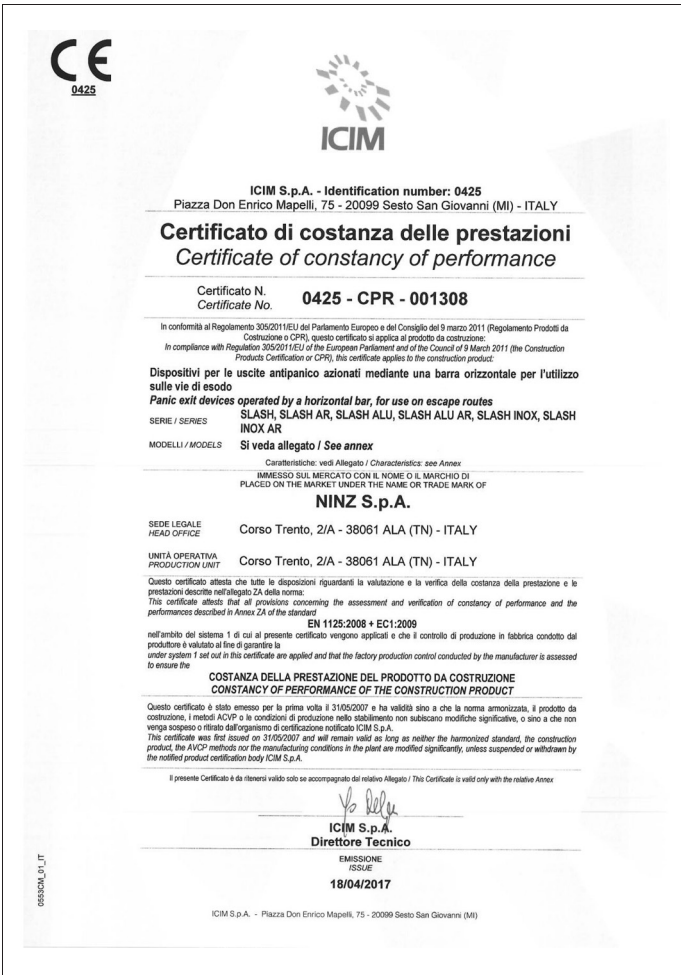 CE
0425
ICIM
ICIM S.p.A. - Identification number: 0425
Piazza Don Enrico Mapelli, 75 - 20099 Sesto San Giovanni (MI) - ITALY
Certificato di costanza delle prestazioni
Certificate of constancy of performance
Certificato N.
Certificate No.
0425 - CPR - 001308
In conformità al Regolamento 305/2011/EU del Parlamento Europeo e del Consiglio del 9 marzo 2011 (Regolamento Prodotti da
Costruzione o CPR), questo certificato si applica al prodotto da costruzione:
In compliance with Regulation 305/2011/EU of the European Parliament and of the Council of 9 March 2011 (the Construction
Products Certification or CPR), this certificate applies to the construction product:
Dispositivi per le uscite antipanico azionati mediante una barra orizzontale per l'utilizzo
sulle vie di esodo
Panic exit devices operated by a horizontal bar, for use on escape routes
SERIE / SERIES
SLASH, SLASH AR, SLASH ALU, SLASH ALU AR, SLASH INOX, SLASH
INOX AR
MODELLI / MODELS
Si veda allegato / See annex
Caratteristiche: vedi Allegato / Characteristics: see Annex
IMMESSO SUL MERCATO CON IL NOME O IL MARCHIO DI
PLACED ON THE MARKET UNDER THE NAME OR TRADE MARK OF
NINZ S.p.A.
SEDE LEGALE
HEAD OFFICE
Corso Trento, 2/A - 38061 ALA (TN) - ITALY
UNITÀ OPERATIVA
PRODUCTION UNIT
Corso Trento, 2/A - 38061 ALA (TN) - ITALY
Questo certificato attesta che tutte le disposizioni riguardanti la valutazione e la verifica della costanza della prestazione e le
prestazioni descritte nell'allegato ZA della norma:
This certificate attests that all provisions concerning the assessment and verification of constancy of performance and the
performances described in Annex ZA of the standard
EN 1125:2008 + EC1:2009
nell'ambito del sistema 1 di cui al presente certificato vengono applicati e che il controllo di produzione in fabbrica condotto dal
produttore è valutato al fine di garantire la
under system 1 set out in this certificate are applied and that the factory production control conducted by the manufacturer is assessed
to ensure the
COSTANZA DELLA PRESTAZIONE DEL PRODOTTO DA COSTRUZIONE
CONSTANCY OF PERFORMANCE OF THE CONSTRUCTION PRODUCT
Questo certificato è stato emesso per la prima volta il 31/05/2007 e ha validità sino a che la norma armonizzata, il prodotto da
costruzione, i metodi ACVP o le condizioni di produzione nello stabilimento non subiscano modifiche significative, o sino a che non
venga sospeso o ritirato dall'organismo di certificazione notificato ICIM S.p.A.
This certificate was first issued on 31/05/2007 and will remain valid as long as neither the harmonized standard, the construction
product, the AVCP methods nor the manufacturing conditions in the plant are modified significantly, unless suspended or withdrawn by
the notified product certification body ICIM S.p.A.
Il presente Certificato è da ritenersi valido solo se accompagnato dal relativo Allegato / This Certificate is valid only with the relative Annex
ICIM S.p.A.
Direttore Tecnico
EMISSIONE
ISSUE
18/04/2017
0553CM_01_IT
ICIM S.p.A. - Piazza Don Enrico Mapelli, 75 - 20099 Sesto San Giovanni (MI)